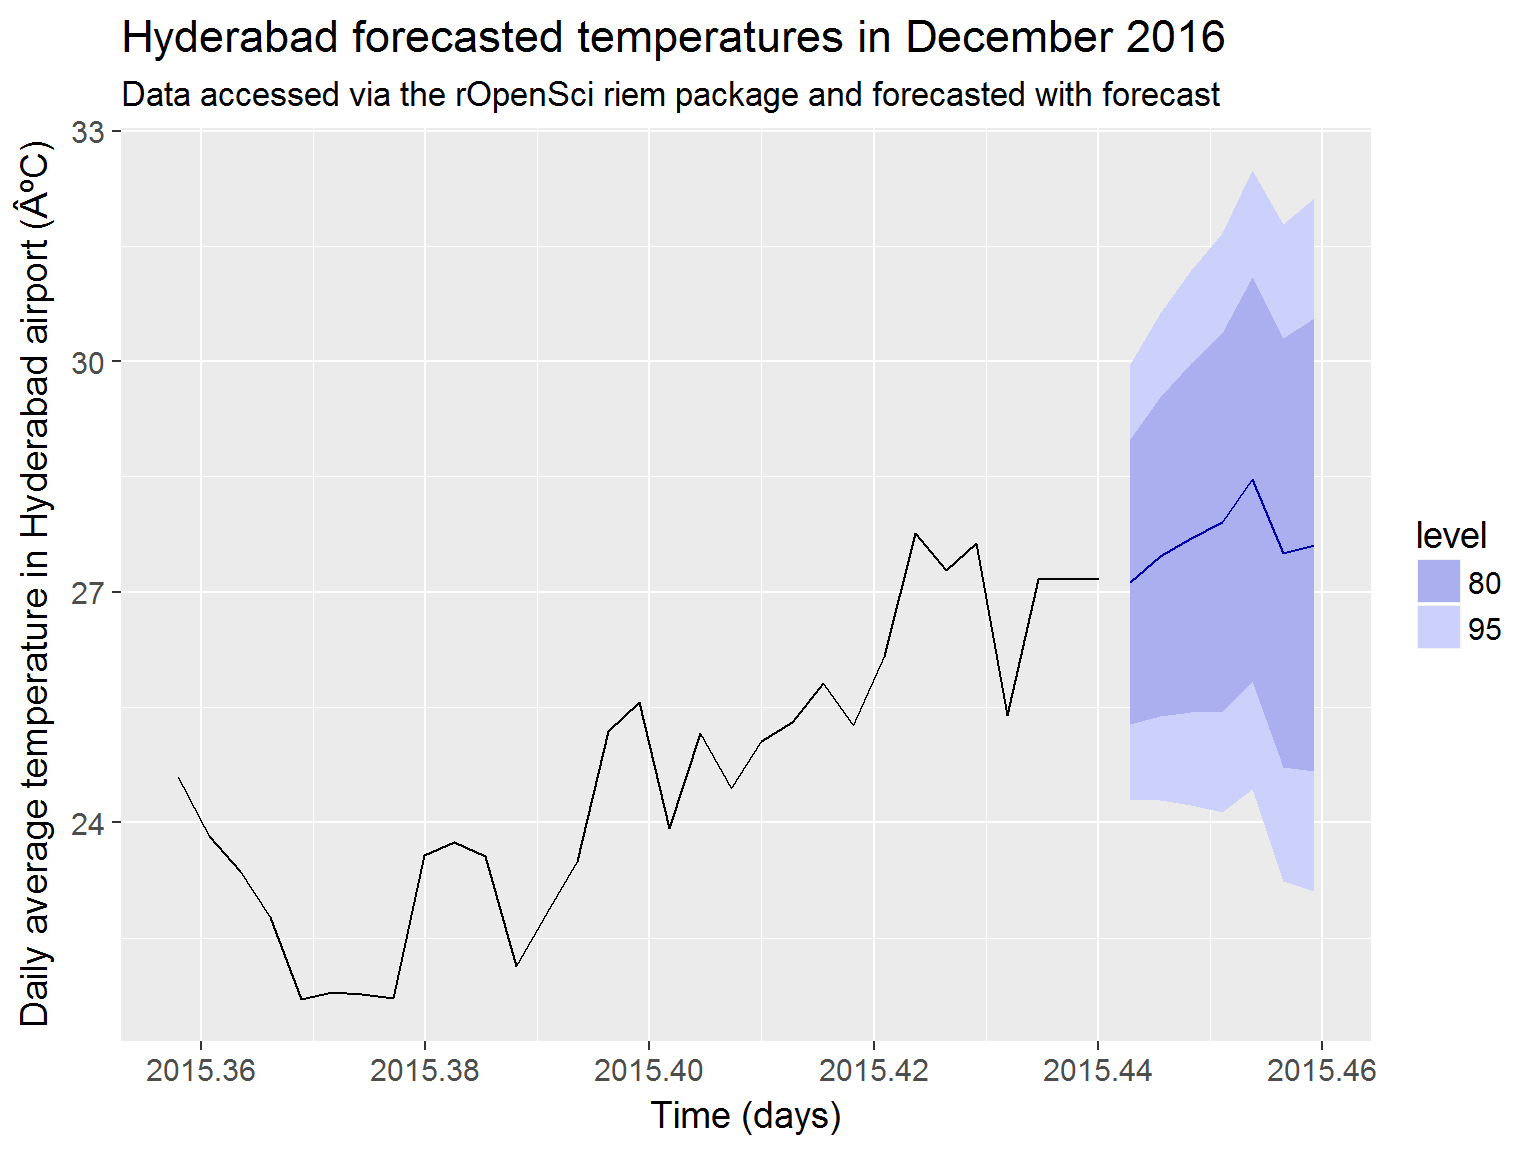 Hyderabad forecasted temperatures in December 2016
Data accessed via the rOpenSci riem package and forecasted with forecast
Daily average temperature in Hyderabad airport (ÂºC)
33
30
27
24
2015.36
2015.38
2015.40
2015.42
2015.44
2015.46
Time (days)
level
80
95